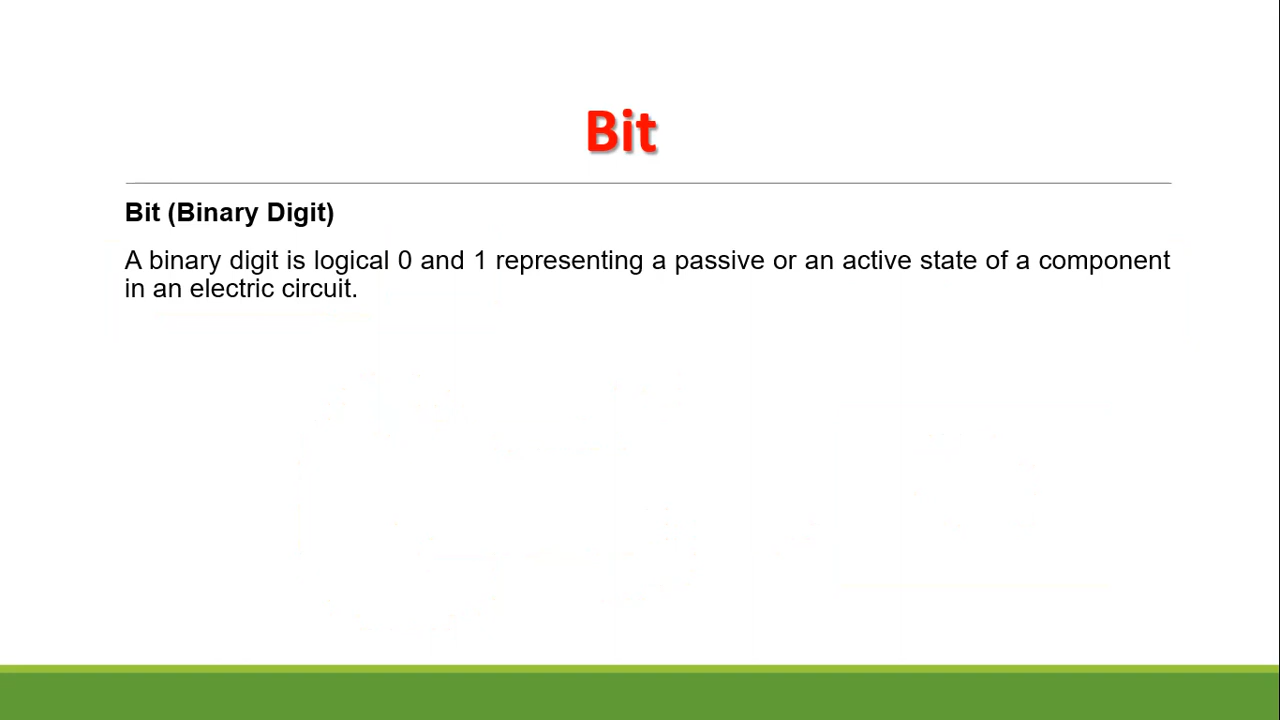 Bit
Bit (Binary Digit)
A binary digit is logical 0 and 1 representing a passive or an active state of a component
in an electric circuit.